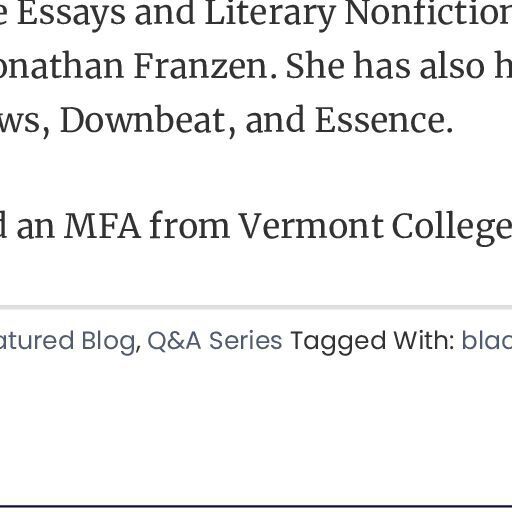 e Essays and Literary Nonfiction
onathan Franzen. She has also h
ws, Downbeat, and Essence.
d an MFA from Vermont College
atured Blog, Q&A Series Tagged With: blac